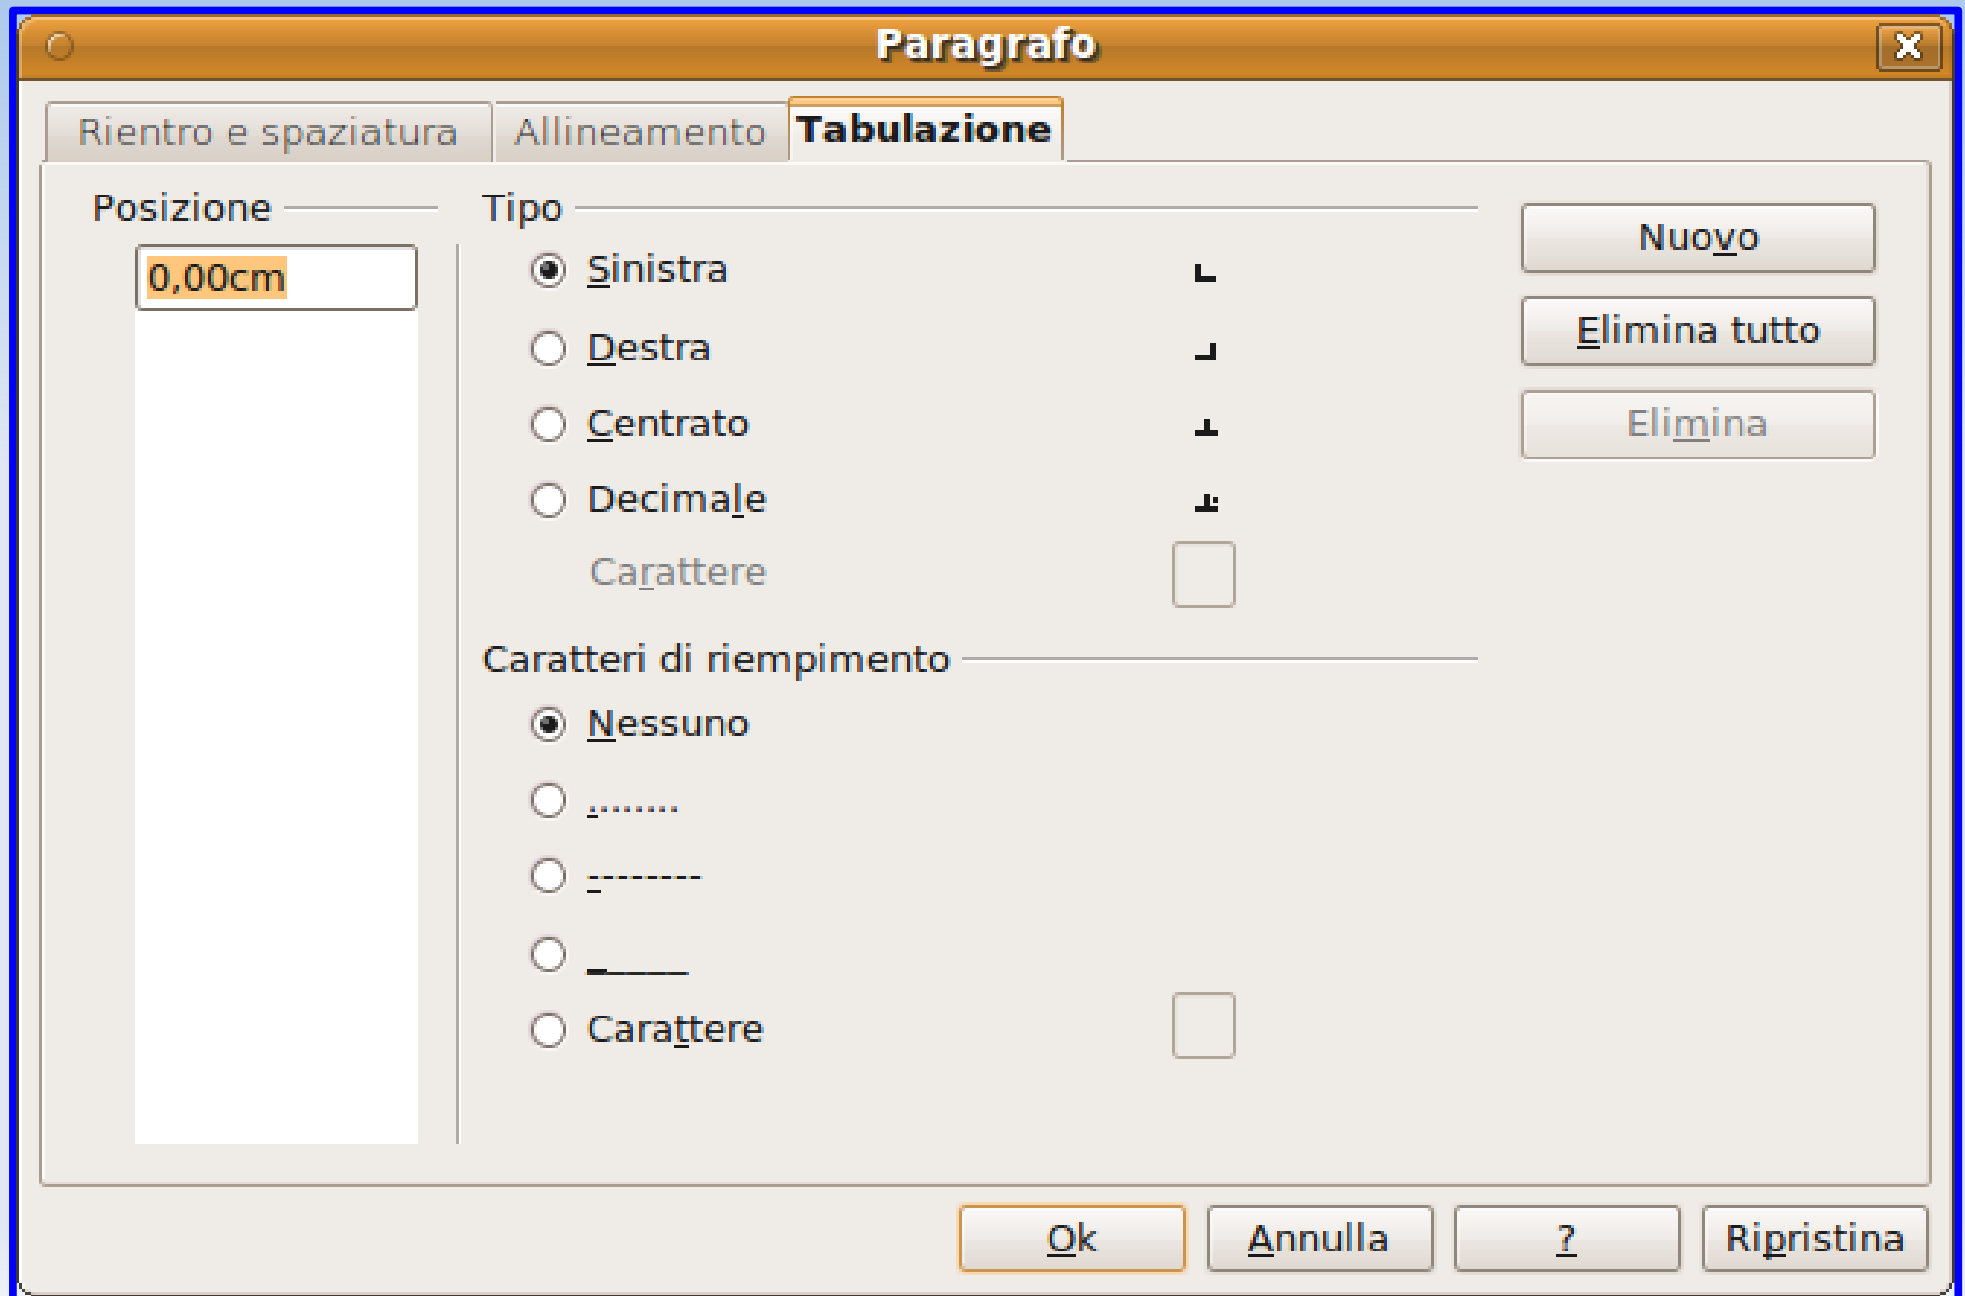 Paragrafo
Rientro e spaziatura Allineamento Tabulazione
Posizione
0,00cm
Tipo
Sinistra
Destra
Centrato
Decimale
Carattere
Caratteri di riempimento
Nessuno
........
--------
_____
Carattere
Nuovo
Elimina tutto
Elimina
Ok Annulla ? Ripristina